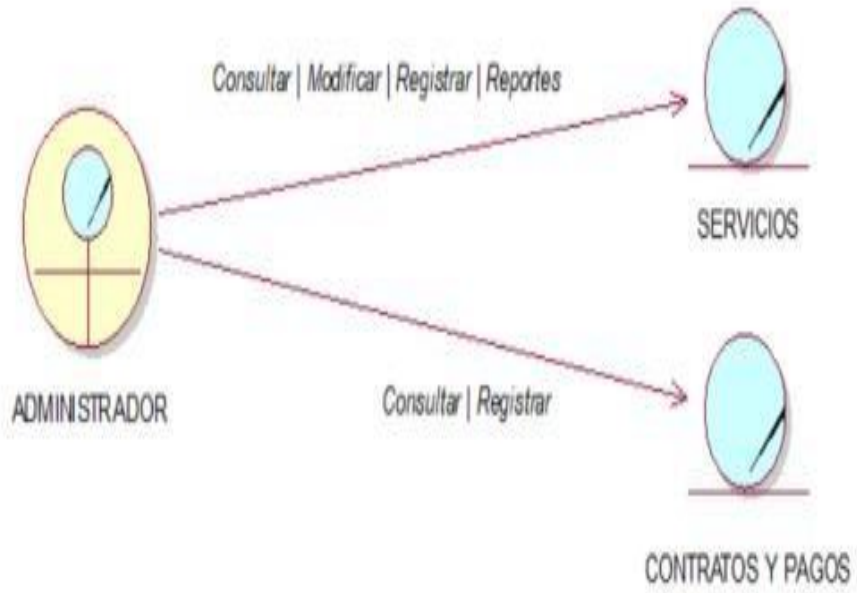 Consultar | Modificar | Registrar | Reportes
SERVICIOS
ADMINISTRADOR
Consultar | Registrar
CONTRATOS Y PAGOS